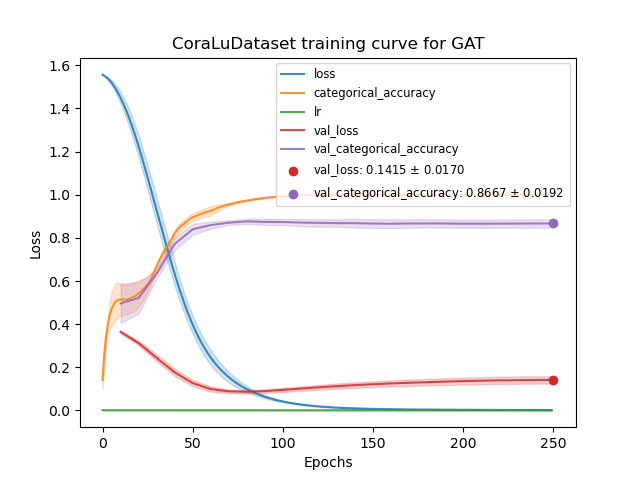 CoraLuDataset training curve for GAT
loss
categorical_accuracy
lr
val_loss
val_categorical_accuracy
val_loss: 0.1415 ± 0.0170
val_categorical_accuracy: 0.8667 ± 0.0192
1.6
1.4
1.2
1.0
0.8
0.6
0.4
0.2
0.0
Loss
0 50 100 150 200 250
Epochs